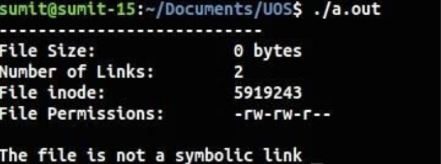 sumit@sumit-15:~/Documents/UOS$ ./a.out
---------------------------
File Size:                0 bytes
Number of Links:          2
File inode:               5919243
File Permissions:         -rw-rw-r--
The file is not a symbolic link